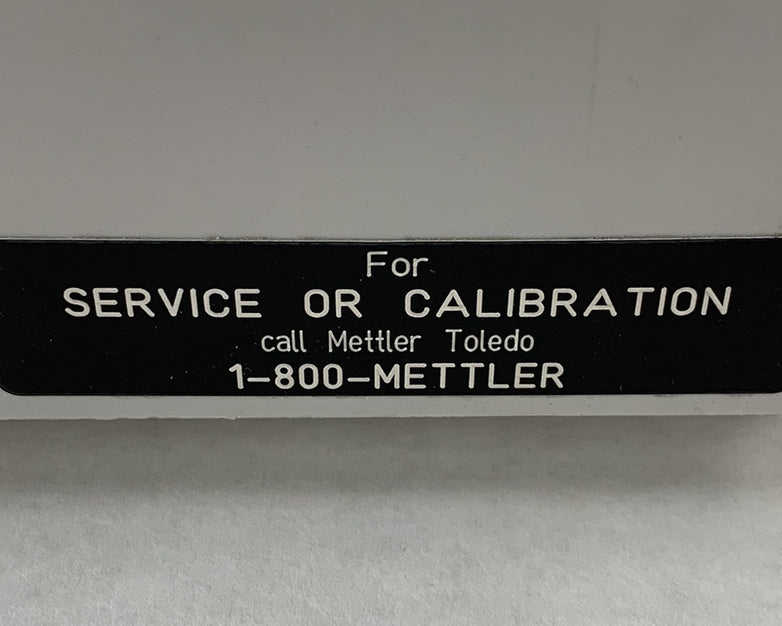 For
SERVICE OR CALIBRATION
call Mettler Toledo
1-800-METTLER